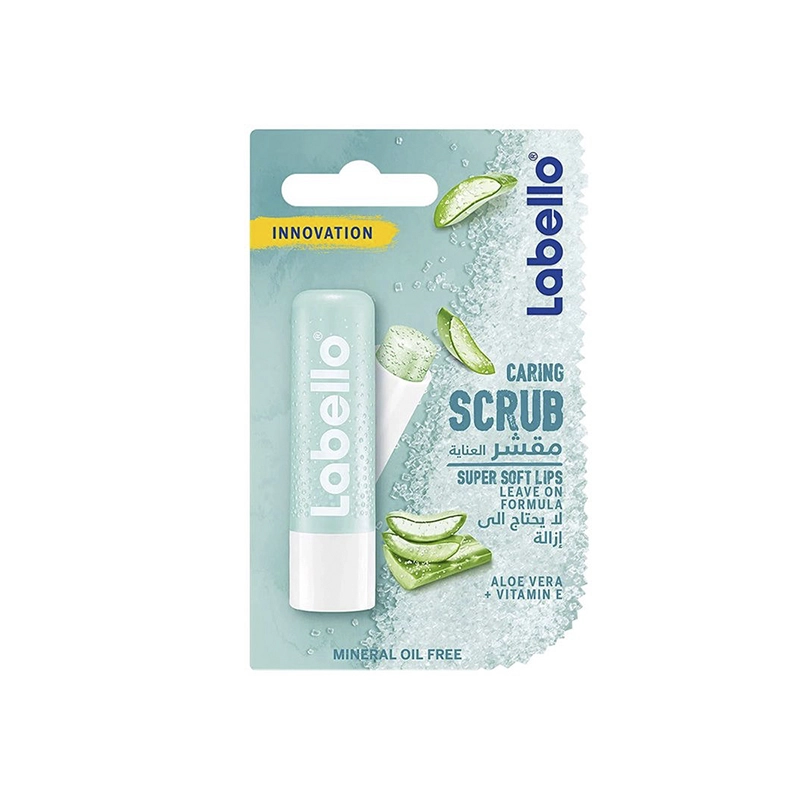 INNOVATION
Labello®
Labello®
CARING
SCRUB
مقشر العناية
SUPER SOFT LIPS
LEAVE ON
FORMULA
لا يحتاج الى
إزالة
ALOE VERA
+ VITAMIN E
MINERAL OIL FREE